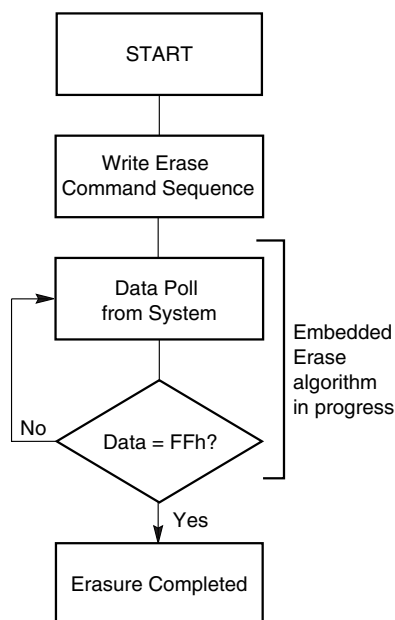 START
Write Erase
Command Sequence
Data Poll
from System
Embedded
Erase
algorithm
in progress
No
Data = FFh?
Yes
Erasure Completed